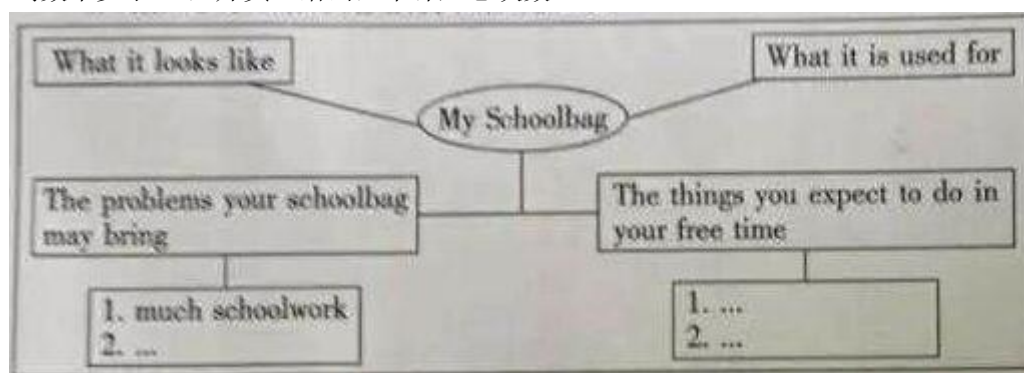 What it looks like
What it is used for
My Schoolbag
The problems your schoolbag
may bring
The things you expect to do in
your free time
1. much schoolwork
2. ...
1. ...
2. ...